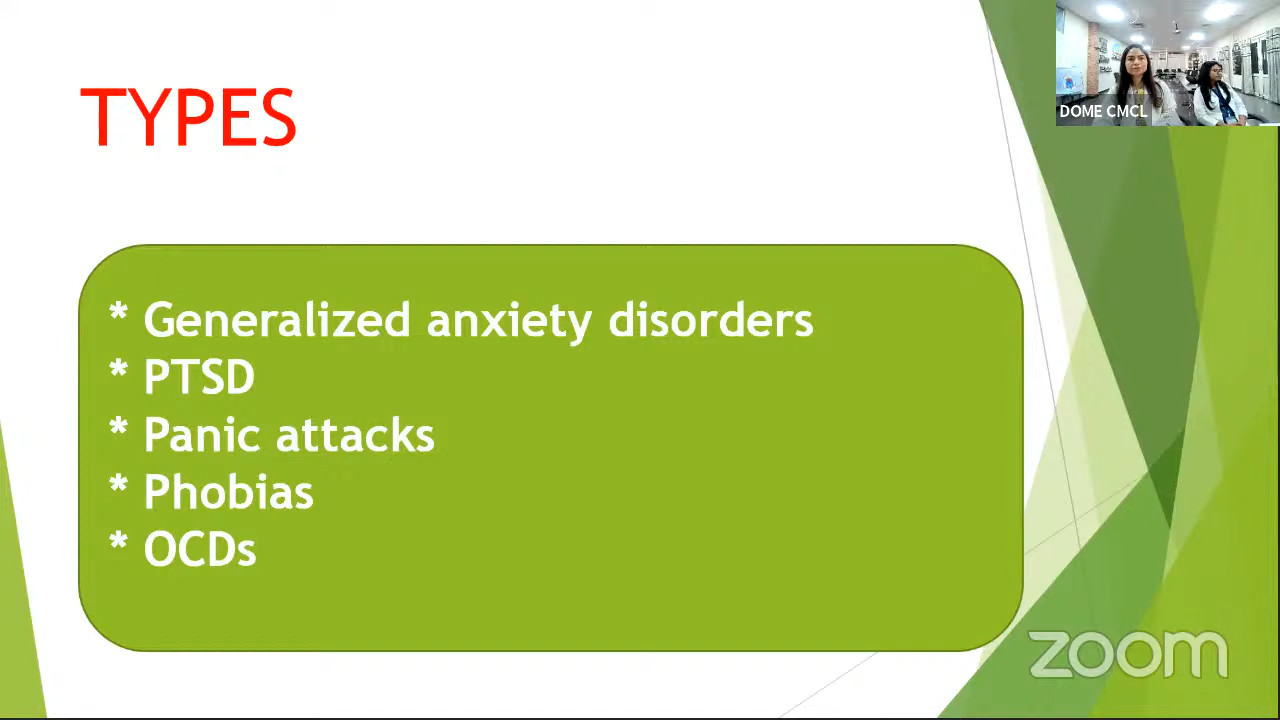 DOME CMCL
TYPES
* Generalized anxiety disorders
* PTSD
* Panic attacks
* Phobias
* OCDs
zoom